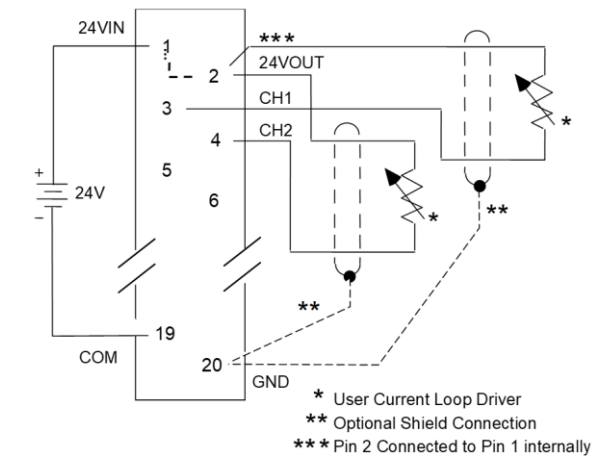 24VIN
1
***
2
24VOUT
3
CH1
4
CH2
*
5
+
24V
-
6
**
*
**
19
COM
20
GND
* User Current Loop Driver
** Optional Shield Connection
*** Pin 2 Connected to Pin 1 internally